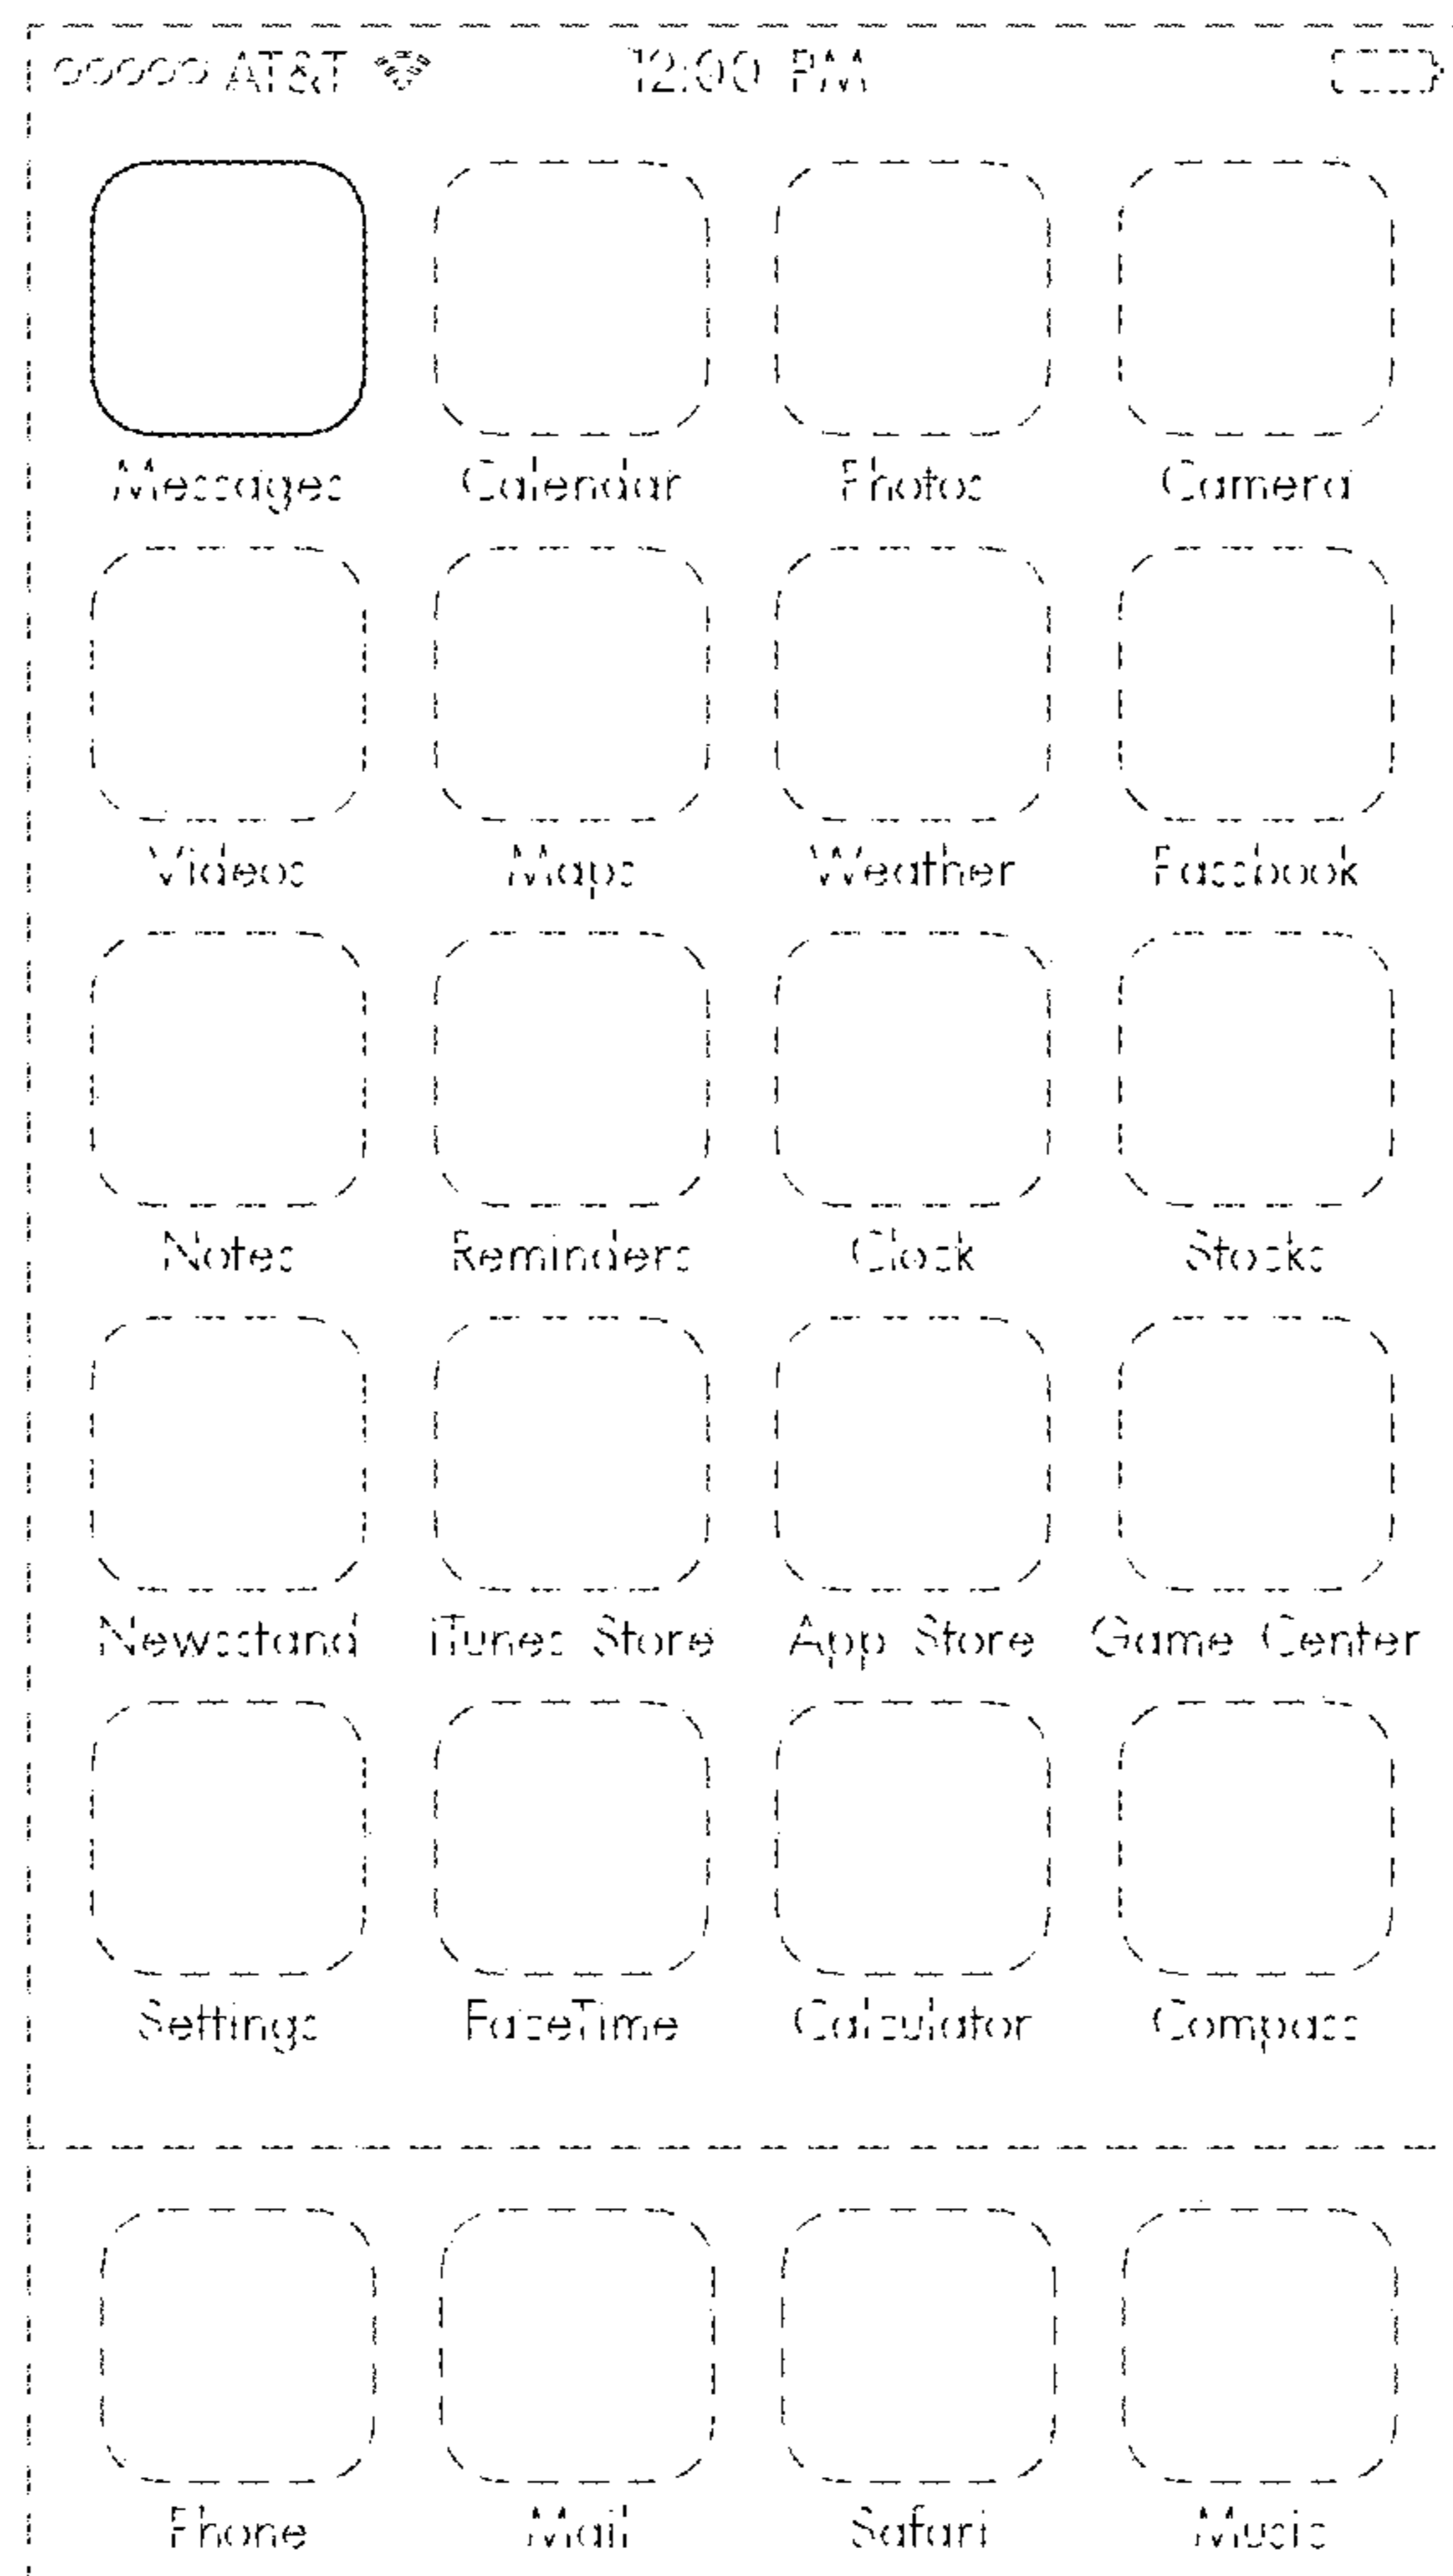 AT&T 12:00 PM
Messages Calendar Photos Camera
Videos Maps Weather Passbook
Notes Reminders Clock Stocks
Newsstand iTunes Store App Store Game Center
Settings FaceTime Calculator Compass
Phone Mail Safari Music